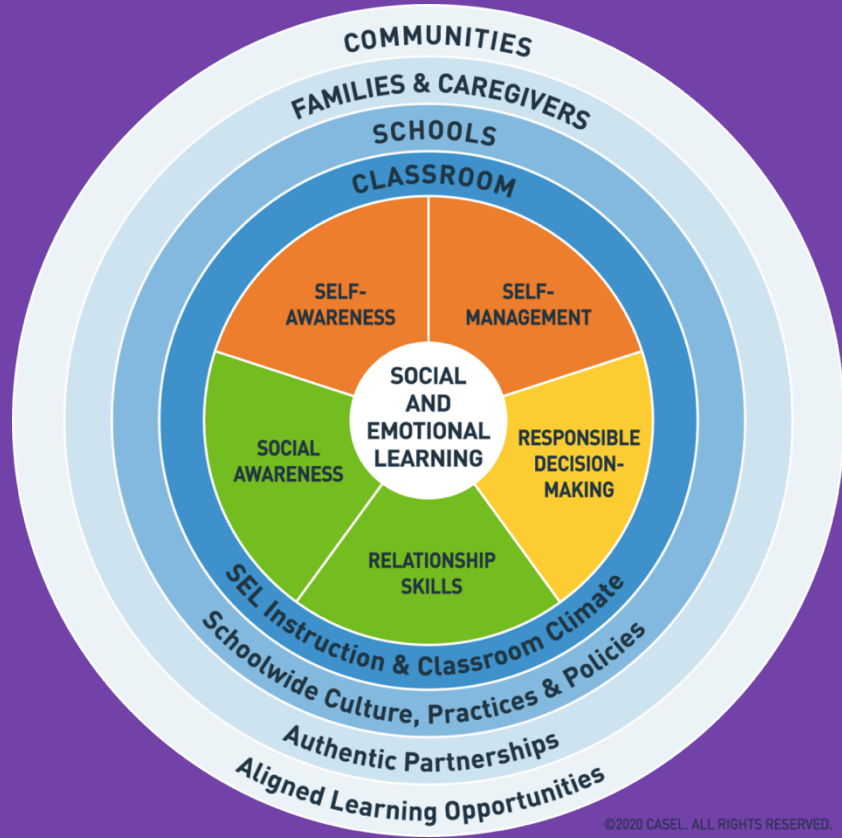 COMMUNITIES
FAMILIES & CAREGIVERS
SCHOOLS
CLASSROOM
SELF-
AWARENESS
SELF-
MANAGEMENT
SOCIAL
AND
EMOTIONAL
LEARNING
SOCIAL
AWARENESS
RESPONSIBLE
DECISION-
MAKING
RELATIONSHIP
SKILLS
SEL Instruction & Classroom Climate
Schoolwide Culture, Practices & Policies
Authentic Partnerships
Aligned Learning Opportunities
©2020 CASEL. ALL RIGHTS RESERVED.